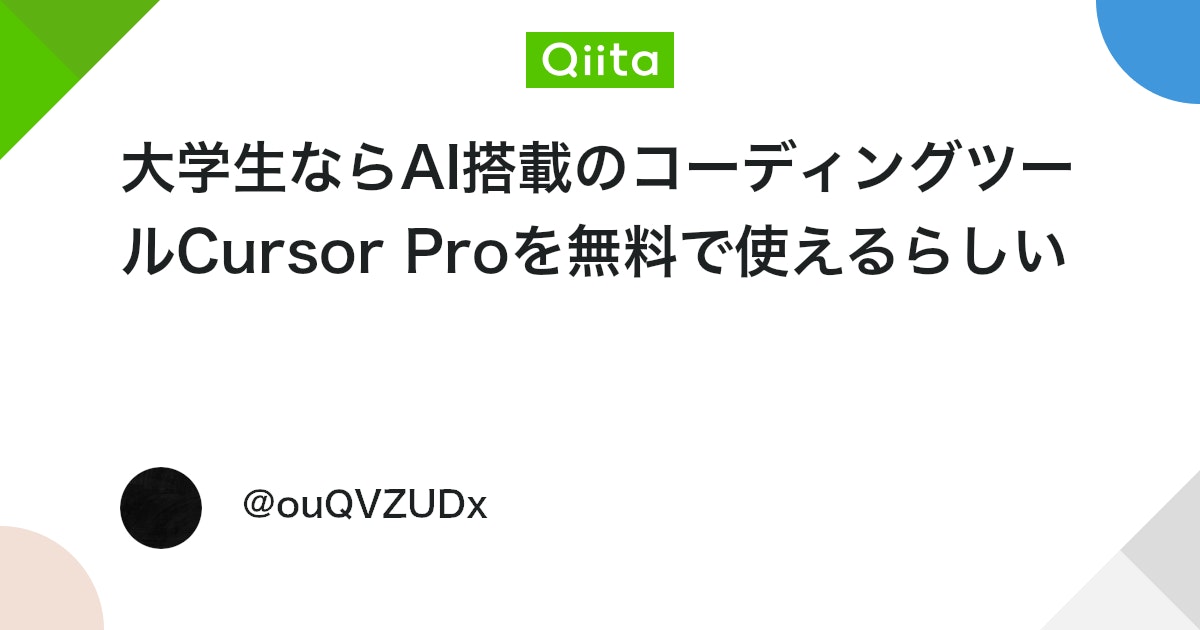 Qiita
大学生ならAI搭載のコーディングツー
ルCursor Proを無料で使えるらしい
@ouQVZUDx